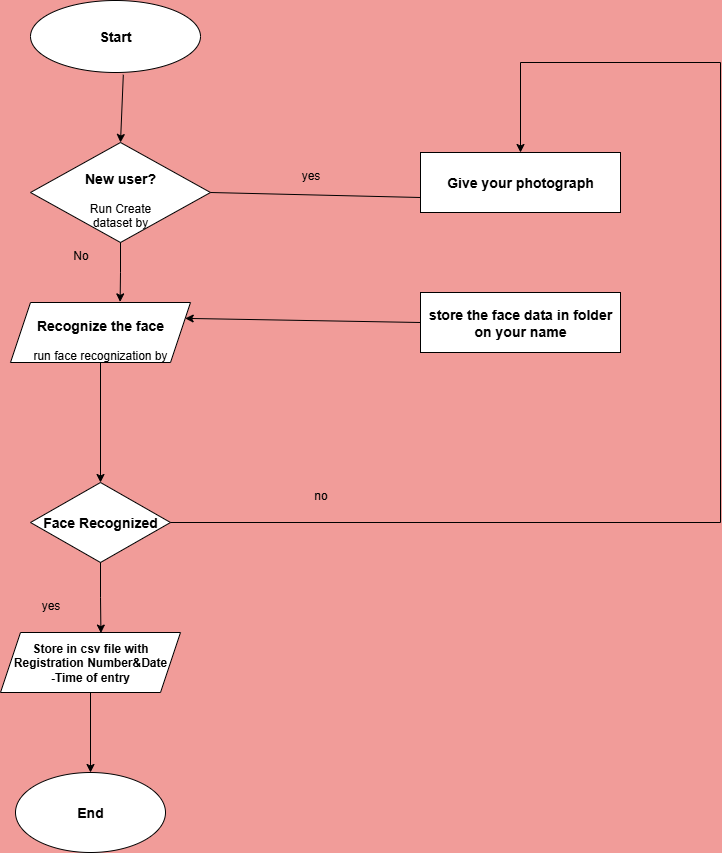 Start
New user?
Run Create
dataset by
yes
Give your photograph
No
Recognize the face
run face recognization by
store the face data in folder
on your name
no
Face Recognized
yes
Store in csv file with
Registration Number&Date
-Time of entry
End